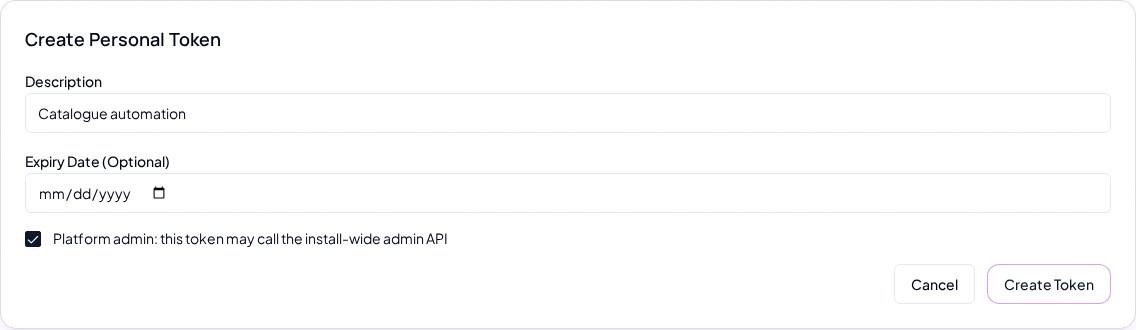 Create Personal Token
Description
Catalogue automation
Expiry Date (Optional)
mm/dd/yyyy
Platform admin: this token may call the install-wide admin API
Cancel
Create Token